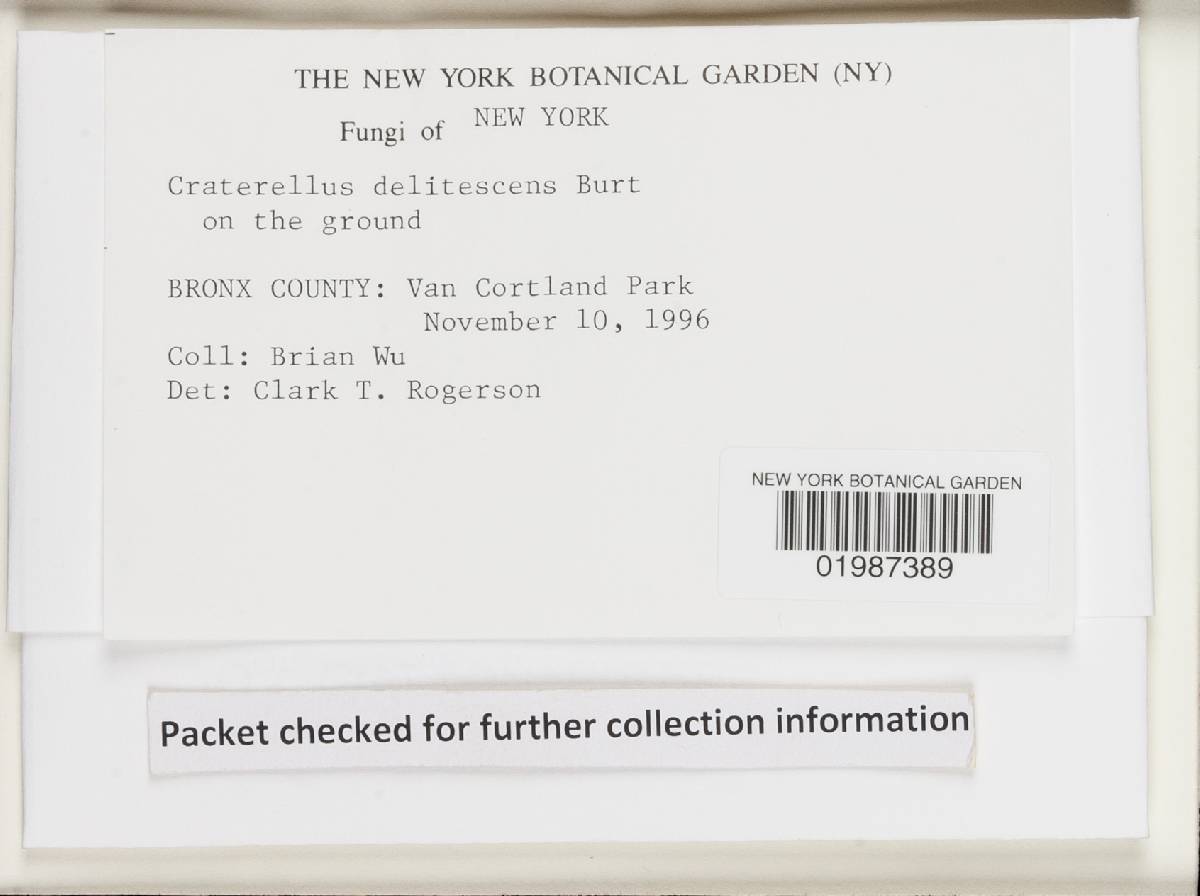 THE NEW YORK BOTANICAL GARDEN (NY)
Fungi of NEW YORK
Craterellus delitescens Burt
on the ground
BRONX COUNTY: Van Cortland Park
November 10, 1996
Coll: Brian Wu
Det: Clark T. Rogerson
NEW YORK BOTANICAL GARDEN
01987389
Packet checked for further collection information